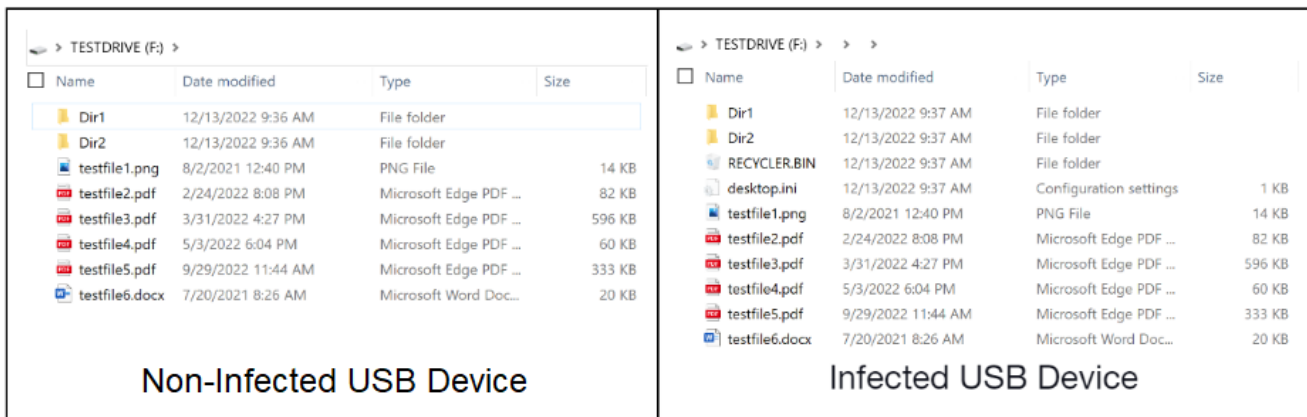 > TESTDRIVE (F:) >
Name Date modified Type Size
Dir1 12/13/2022 9:36 AM File folder
Dir2 12/13/2022 9:36 AM File folder
testfile1.png 8/2/2021 12:40 PM PNG File 14 KB
testfile2.pdf 2/24/2022 8:08 PM Microsoft Edge PDF ... 82 KB
testfile3.pdf 3/31/2022 4:27 PM Microsoft Edge PDF ... 596 KB
testfile4.pdf 5/3/2022 6:04 PM Microsoft Edge PDF ... 60 KB
testfile5.pdf 9/29/2022 11:44 AM Microsoft Edge PDF ... 333 KB
testfile6.docx 7/20/2021 8:26 AM Microsoft Word Doc... 20 KB
Non-Infected USB Device
> TESTDRIVE (F:) > > >
Name Date modified Type Size
Dir1 12/13/2022 9:37 AM File folder
Dir2 12/13/2022 9:37 AM File folder
RECYCLER.BIN 12/13/2022 9:37 AM File folder
desktop.ini 12/13/2022 9:37 AM Configuration settings 1 KB
testfile1.png 8/2/2021 12:40 PM PNG File 14 KB
testfile2.pdf 2/24/2022 8:08 PM Microsoft Edge PDF ... 82 KB
testfile3.pdf 3/31/2022 4:27 PM Microsoft Edge PDF ... 596 KB
testfile4.pdf 5/3/2022 6:04 PM Microsoft Edge PDF ... 60 KB
testfile5.pdf 9/29/2022 11:44 AM Microsoft Edge PDF ... 333 KB
testfile6.docx 7/20/2021 8:26 AM Microsoft Word Doc... 20 KB
Infected USB Device